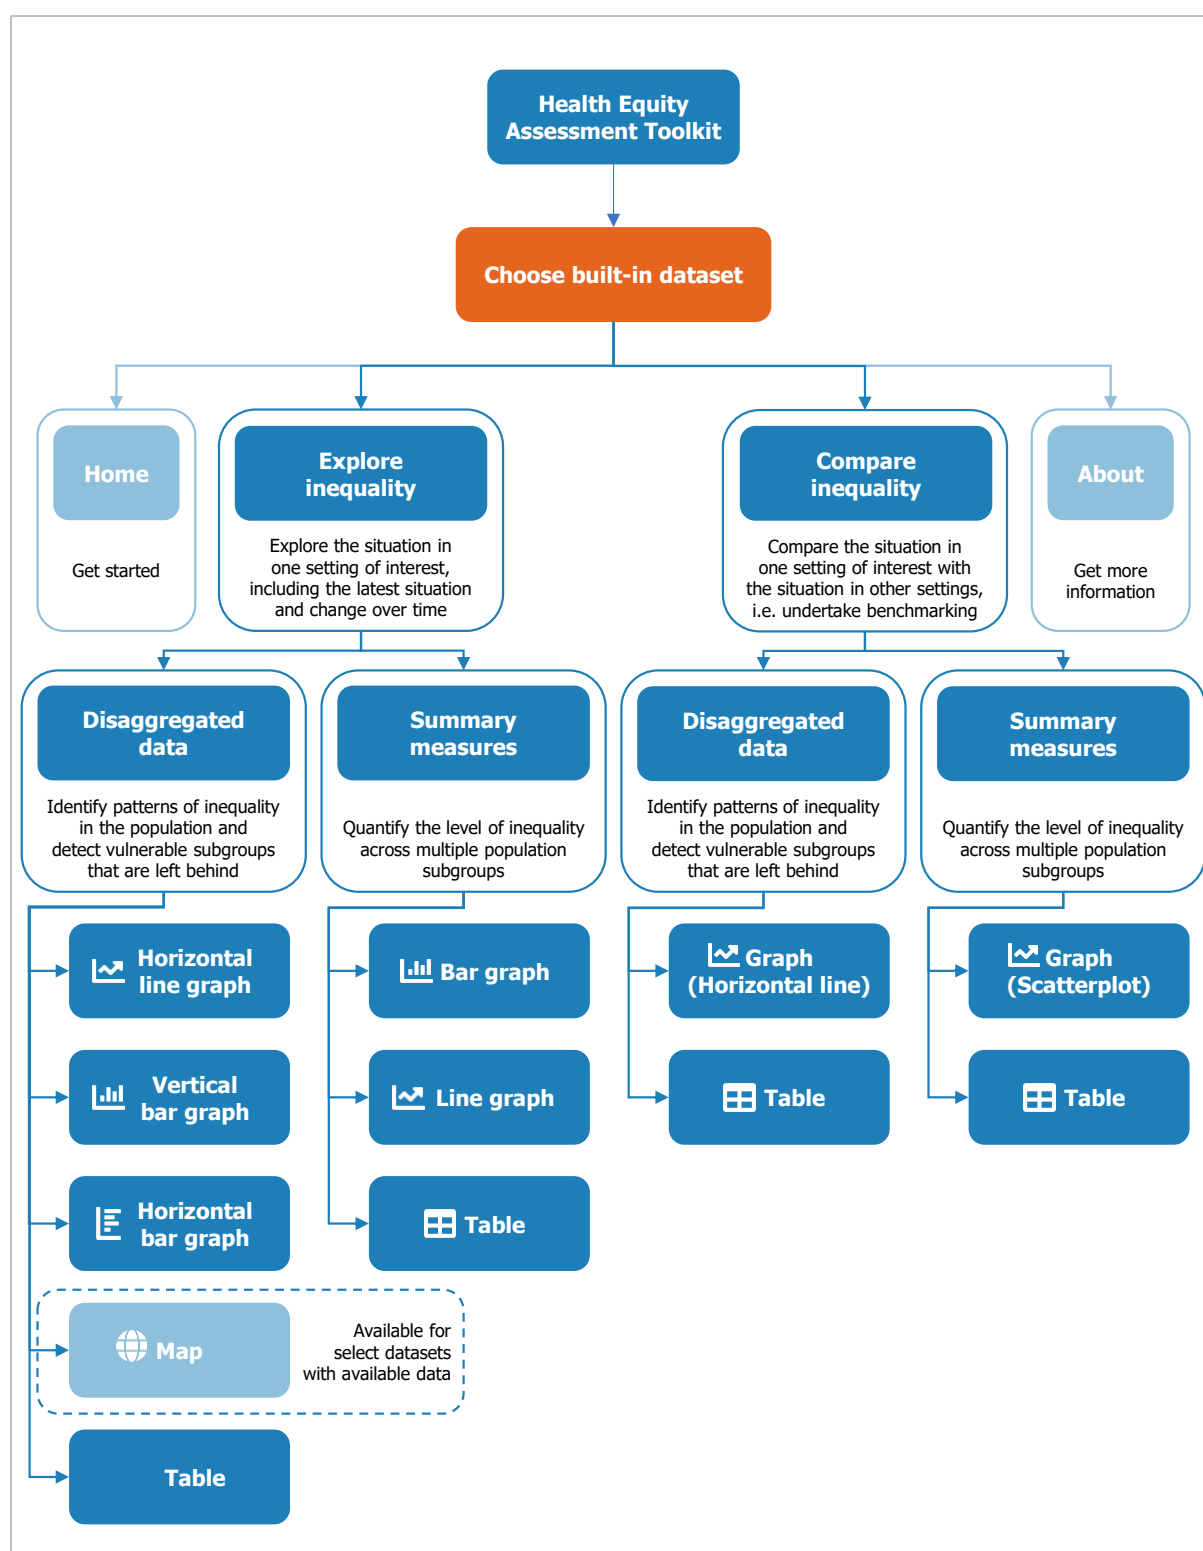 Health Equity
Assessment Toolkit
Choose built-in dataset
Home
Get started
Explore
inequality
Explore the situation in
one setting of interest,
including the latest situation
and change over time
Compare
inequality
Compare the situation in
one setting of interest with
the situation in other settings,
i.e. undertake benchmarking
About
Get more
information
Disaggregated
data
Identify patterns of inequality
in the population and
detect vulnerable subgroups
that are left behind
Summary
measures
Quantify the level of inequality
across multiple population
subgroups
Disaggregated
data
Identify patterns of inequality
in the population and
detect vulnerable subgroups
that are left behind
Summary
measures
Quantify the level of inequality
across multiple population
subgroups
Horizontal
line graph
Vertical
bar graph
Horizontal
bar graph
Map
Available for
select datasets
with available data
Table
Bar graph
Line graph
Table
Graph
(Horizontal line)
Table
Graph
(Scatterplot)
Table